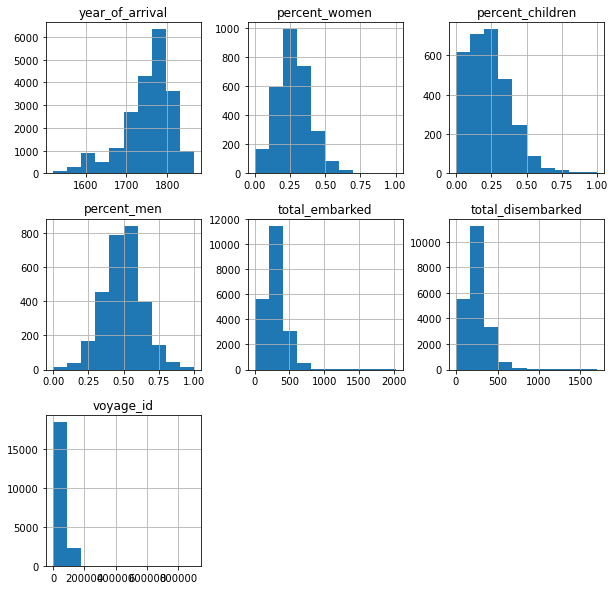 year_of_arrival
6000
5000
4000
3000
2000
1000
0
1600 1700 1800
percent_women
1000
800
600
400
200
0
0.00 0.25 0.50 0.75 1.00
percent_children
600
400
200
0
0.00 0.25 0.50 0.75 1.00
percent_men
800
600
400
200
0
0.00 0.25 0.50 0.75 1.00
total_embarked
12000
10000
8000
6000
4000
2000
0
0 500 1000 1500 2000
total_disembarked
10000
8000
6000
4000
2000
0
0 500 1000 1500
voyage_id
15000
10000
5000
0
0 200000 400000 600000 800000